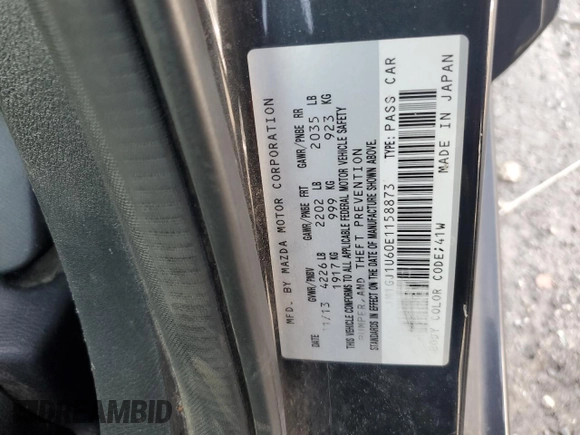 MFD. BY MAZDA MOTOR CORPORATION
DATE GVWR/PNBV GAWR/PNBE FRT GAWR/PNBE RR
11/13 4226 LB 2202 LB 2035 LB
1917 KG 999 KG 923 KG
THIS VEHICLE CONFORMS TO ALL APPLICABLE FEDERAL MOTOR VEHICLE SAFETY
BUMPER, AND THEFT PREVENTION
STANDARDS IN EFFECT ON THE DATE OF MANUFACTURE SHOWN ABOVE.
GJ1U60E1158873 TYPE: PASS CAR
BODY COLOR CODE; 41W MADE IN JAPAN
DREAMBID